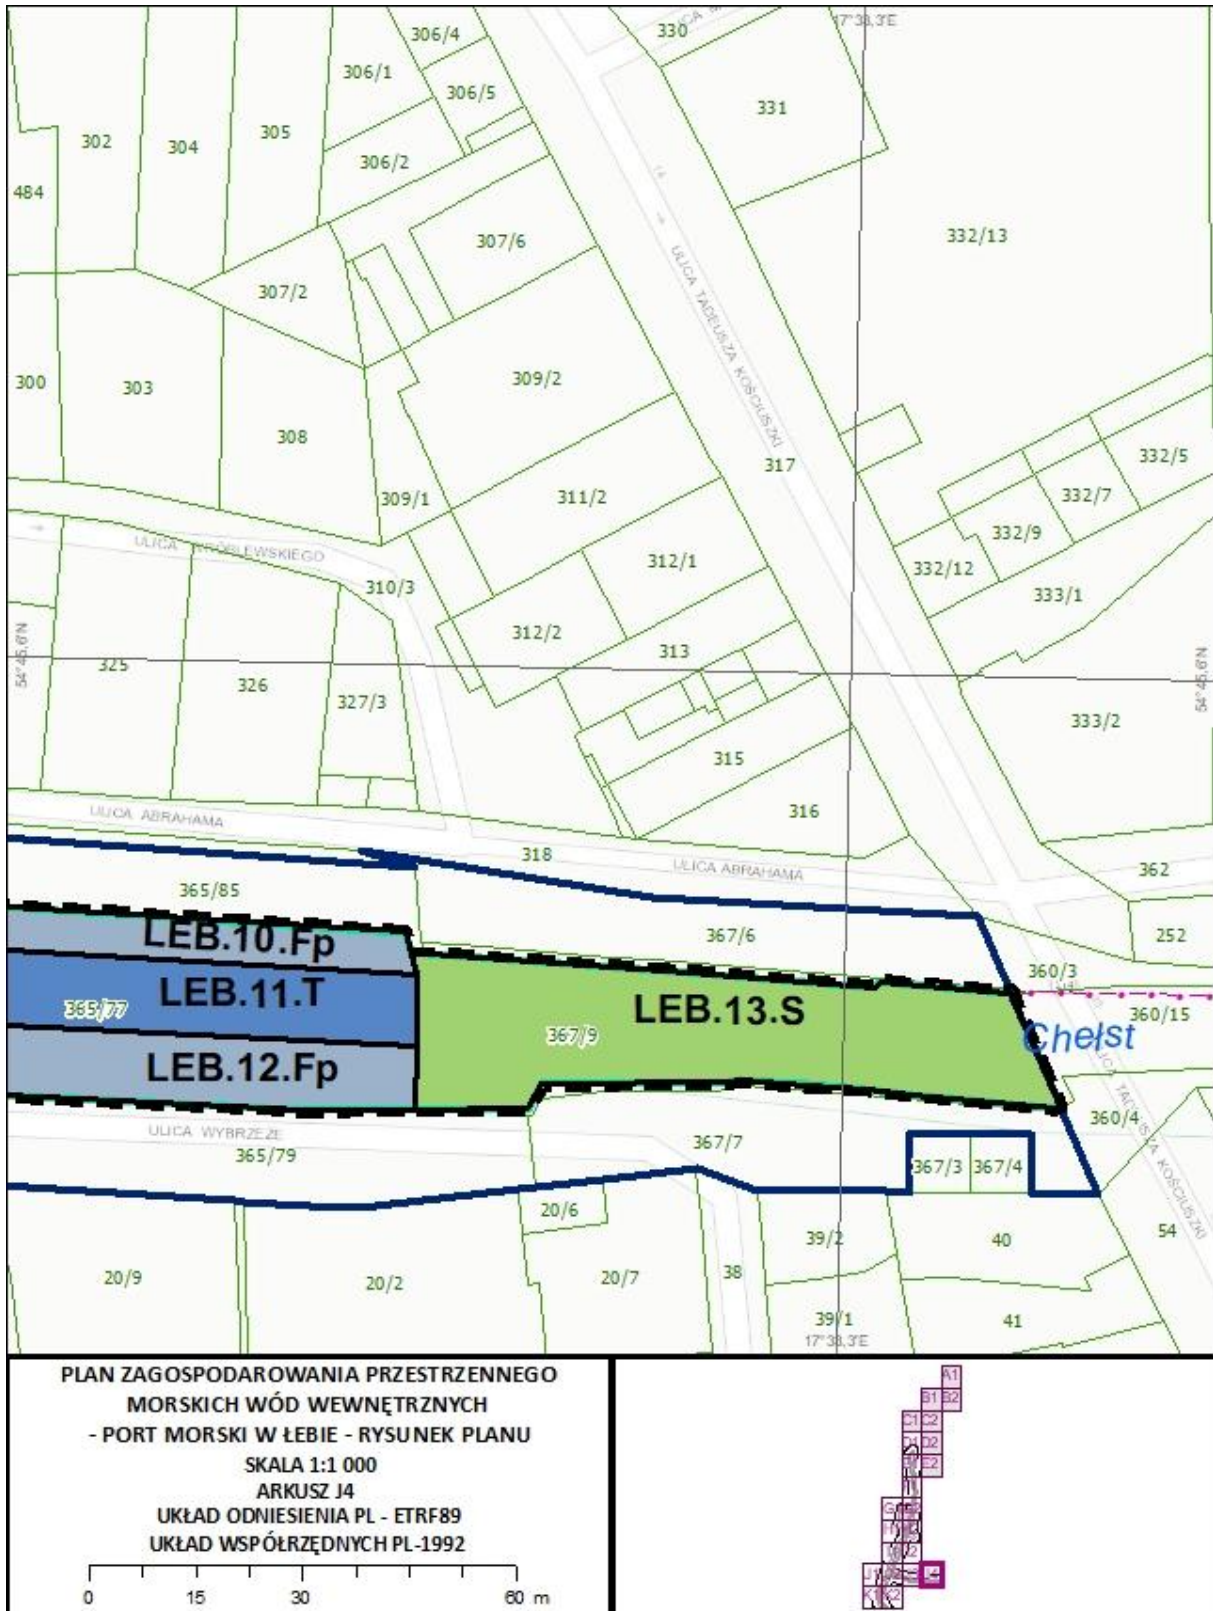 306/4
330
17°33,3'E
306/1
306/5
331
302
304
305
306/2
484
307/6
332/13
307/2
ULICA TADEUSZA KOŚCIUSZKI
300
303
309/2
308
317
332/5
309/1
311/2
332/7
332/9
ULICA WRÓBLEWSKIEGO
310/3
312/1
332/12
333/1
312/2
54°45,6'N
325
326
313
54°45,6'N
327/3
333/2
315
316
ULICA ABRAHAMA
318
ULICA ABRAHAMA
362
365/85
367/6
252
LEB.10.Fp
360/3
LEB.11.T
LEB.13.S
365/77
367/9
360/15
Chełst
LEB.12.Fp
ULICA WYBRZEŻE
365/79
367/7
360/4
367/3
367/4
ULICA TADEUSZA KOŚCIUSZKI
20/6
39/2
40
54
20/9
20/2
20/7
38
39/1
41
17°33,3'E
PLAN ZAGOSPODAROWANIA PRZESTRZENNEGO
MORSKICH WÓD WEWNĘTRZNYCH
- PORT MORSKI W ŁEBIE - RYSUNEK PLANU
SKALA 1:1 000
ARKUSZ J4
UKŁAD ODNIESIENIA PL - ETRF89
UKŁAD WSPÓŁRZĘDNYCH PL-1992
0 15 30 60 m
A1
B1 B2
C1 C2
D1 D2
E2
J1
J4
K1 K2